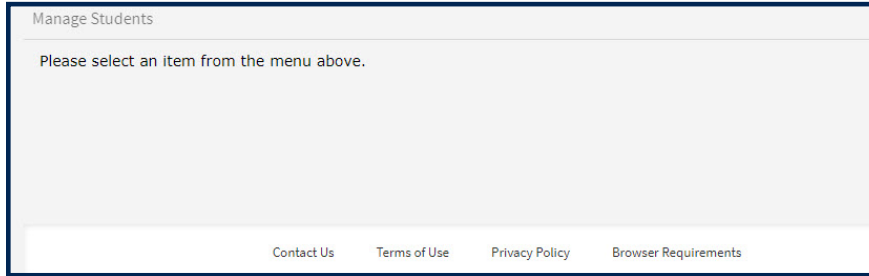 Manage Students
Please select an item from the menu above.
Contact Us Terms of Use Privacy Policy Browser Requirements